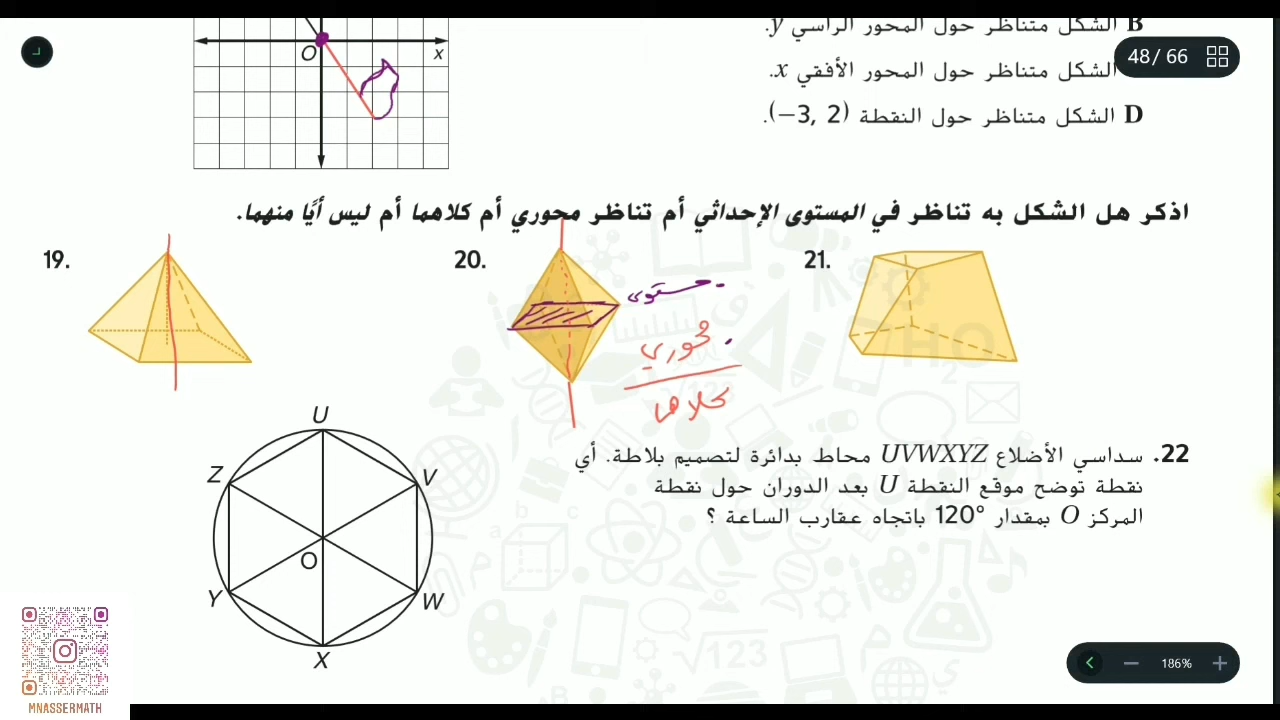 B الشكل متناظر حول المحور الرأسي y.
الشكل متناظر حول المحور الأفقي x.
D الشكل متناظر حول النقطة (−3, 2).
O
x
48/ 66
اذكر هل الشكل به تناظر في المستوى الإحداثي أم تناظر محوري أم كلاهما أم ليس أيًا منهما.
19.
20.
21.
مستوى
محوري
كلاهما
22. سداسي الأضلاع UVWXYZ محاط بدائرة لتصميم بلاطة. أي
نقطة توضح موقع النقطة U بعد الدوران حول نقطة
المركز O بمقدار 120° باتجاه عقارب الساعة ؟
U
Z
V
O
Y
W
X
MNASSERMATH
186%